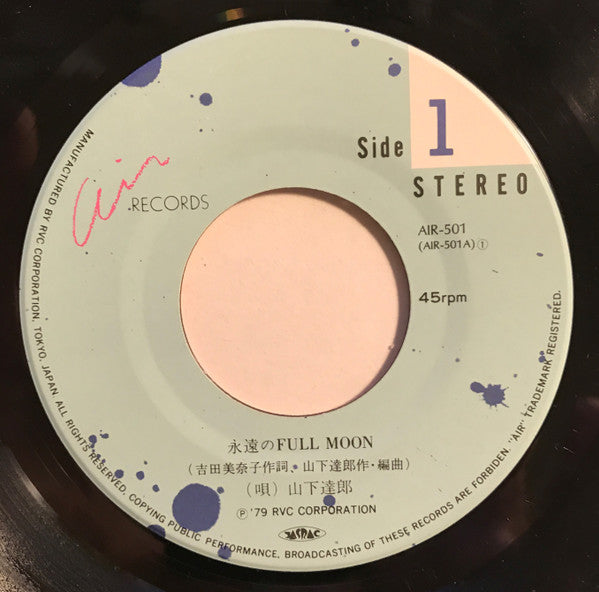 Side 1
STEREO
Air RECORDS
AIR-501
(AIR-501A)①
45rpm
永遠のFULL MOON
(吉田美奈子作詞、山下達郎作・編曲)
(唄)山下達郎
Ⓟ '79 RVC CORPORATION
JASRAC
MANUFACTURED BY RVC CORPORATION, TOKYO, JAPAN. ALL RIGHTS RESERVED. COPYING PUBLIC PERFORMANCE, BROADCASTING OF THESE RECORDS ARE FORBIDDEN. "AIR" TRADEMARK REGISTERED.